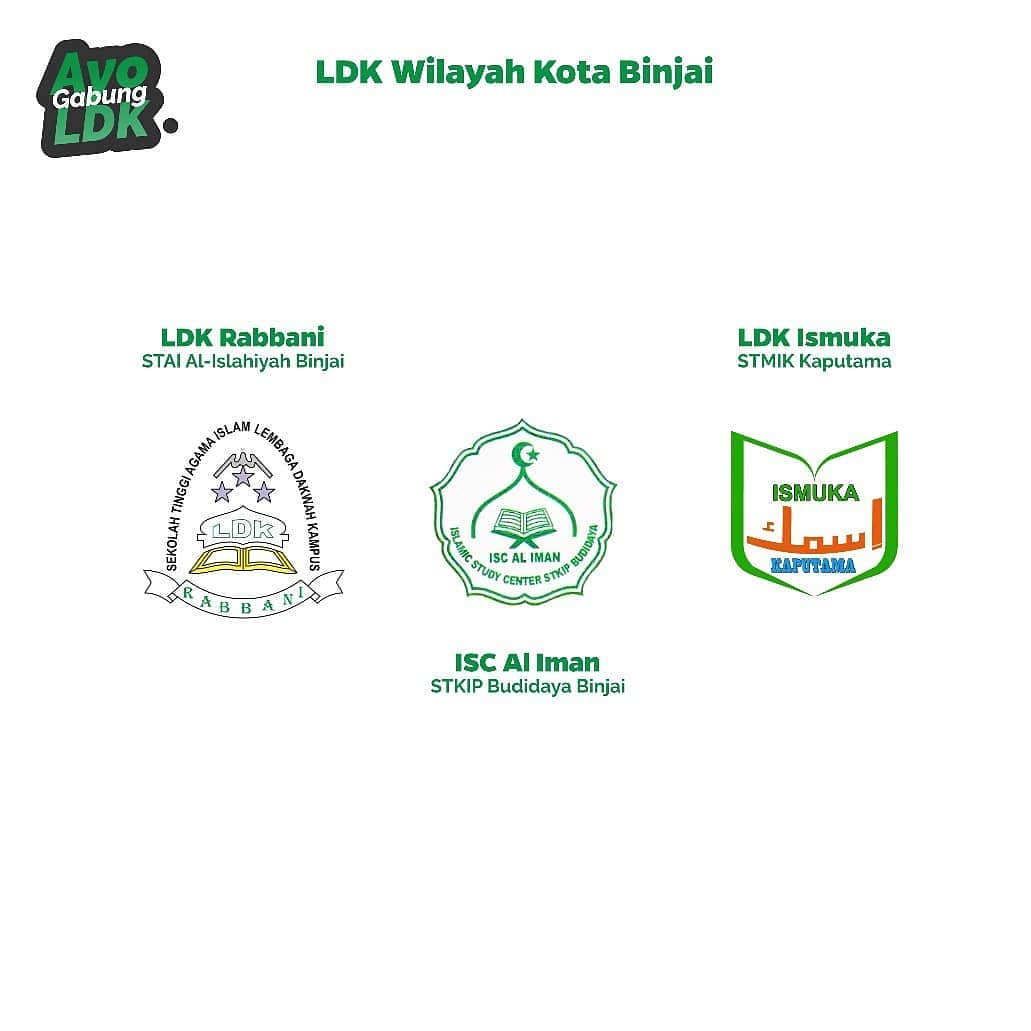 Ayo
Gabung
LDK.
LDK Wilayah Kota Binjai
LDK Rabbani
STAI Al-Islahiyah Binjai
LDK Ismuka
STMIK Kaputama
SEKOLAH TINGGI AGAMA ISLAM LEMBAGA DAKWAH KAMPUS
LDK
RABBANI
ISC AL IMAN
ISLAMIC STUDY CENTER STKIP BUDIDAYA
ISMUKA
KAPUTAMA
ISC Al Iman
STKIP Budidaya Binjai